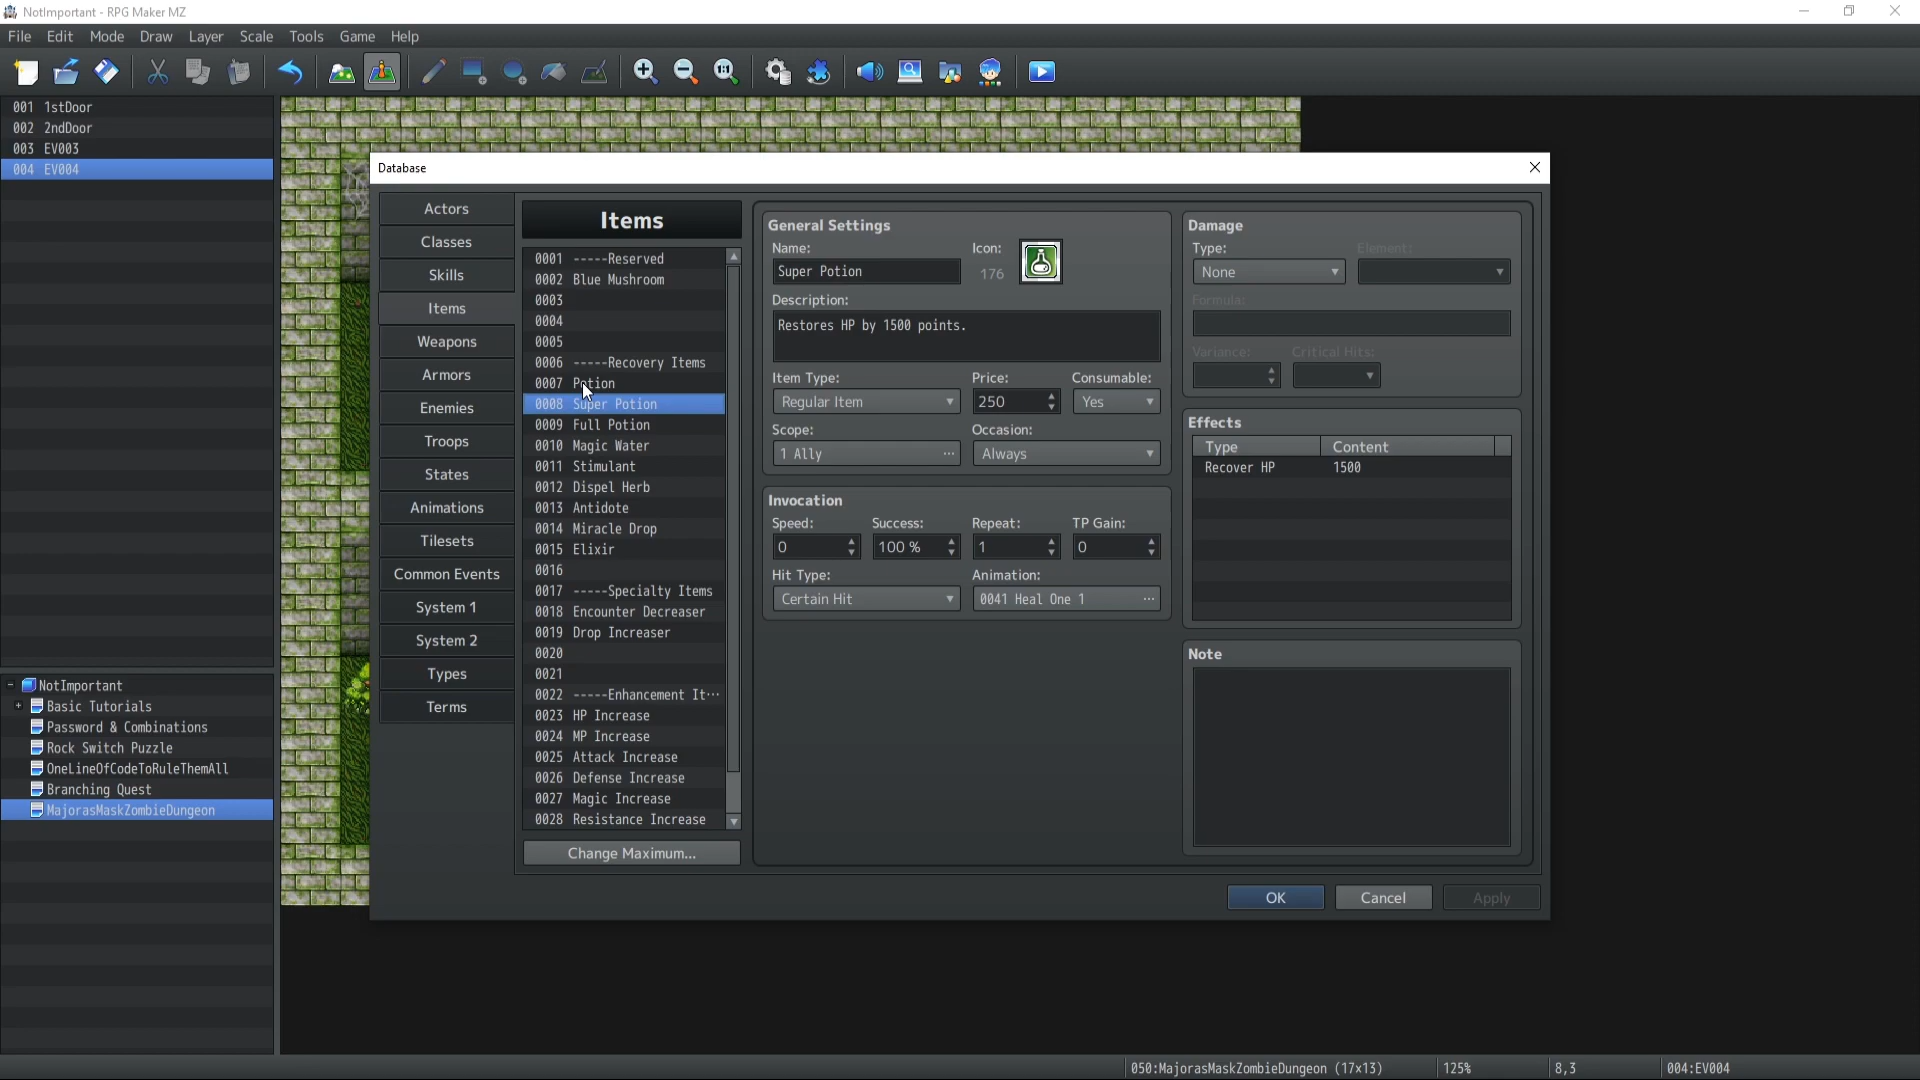 NotImportant - RPG Maker MZ
File Edit Mode Draw Layer Scale Tools Game Help
001 1stDoor
002 2ndDoor
003 EV003
004 EV004
NotImportant
Basic Tutorials
Password & Combinations
Rock Switch Puzzle
OneLineOfCodeToRuleThemAll
Branching Quest
MajorasMaskZombieDungeon
Database
Actors
Classes
Skills
Items
Weapons
Armors
Enemies
Troops
States
Animations
Tilesets
Common Events
System 1
System 2
Types
Terms
Items
0001 -----Reserved
0002 Blue Mushroom
0003
0004
0005
0006 -----Recovery Items
0007 Potion
0008 Super Potion
0009 Full Potion
0010 Magic Water
0011 Stimulant
0012 Dispel Herb
0013 Antidote
0014 Miracle Drop
0015 Elixir
0016
0017 -----Specialty Items
0018 Encounter Decreaser
0019 Drop Increaser
0020
0021
0022 -----Enhancement It…
0023 HP Increase
0024 MP Increase
0025 Attack Increase
0026 Defense Increase
0027 Magic Increase
0028 Resistance Increase
Change Maximum...
General Settings
Name: Icon:
Super Potion 176
Description:
Restores HP by 1500 points.
Item Type: Price: Consumable:
Regular Item 250 Yes
Scope: Occasion:
1 Ally ... Always
Invocation
Speed: Success: Repeat: TP Gain:
0 100 % 1 0
Hit Type: Animation:
Certain Hit 0041 Heal One 1 ...
Damage
Type: Element:
None
Formula:
Variance: Critical Hits:
Effects
Type Content
Recover HP 1500
Note
OK Cancel Apply
050:MajorasMaskZombieDungeon (17x13) 125% 8,3 004:EV004